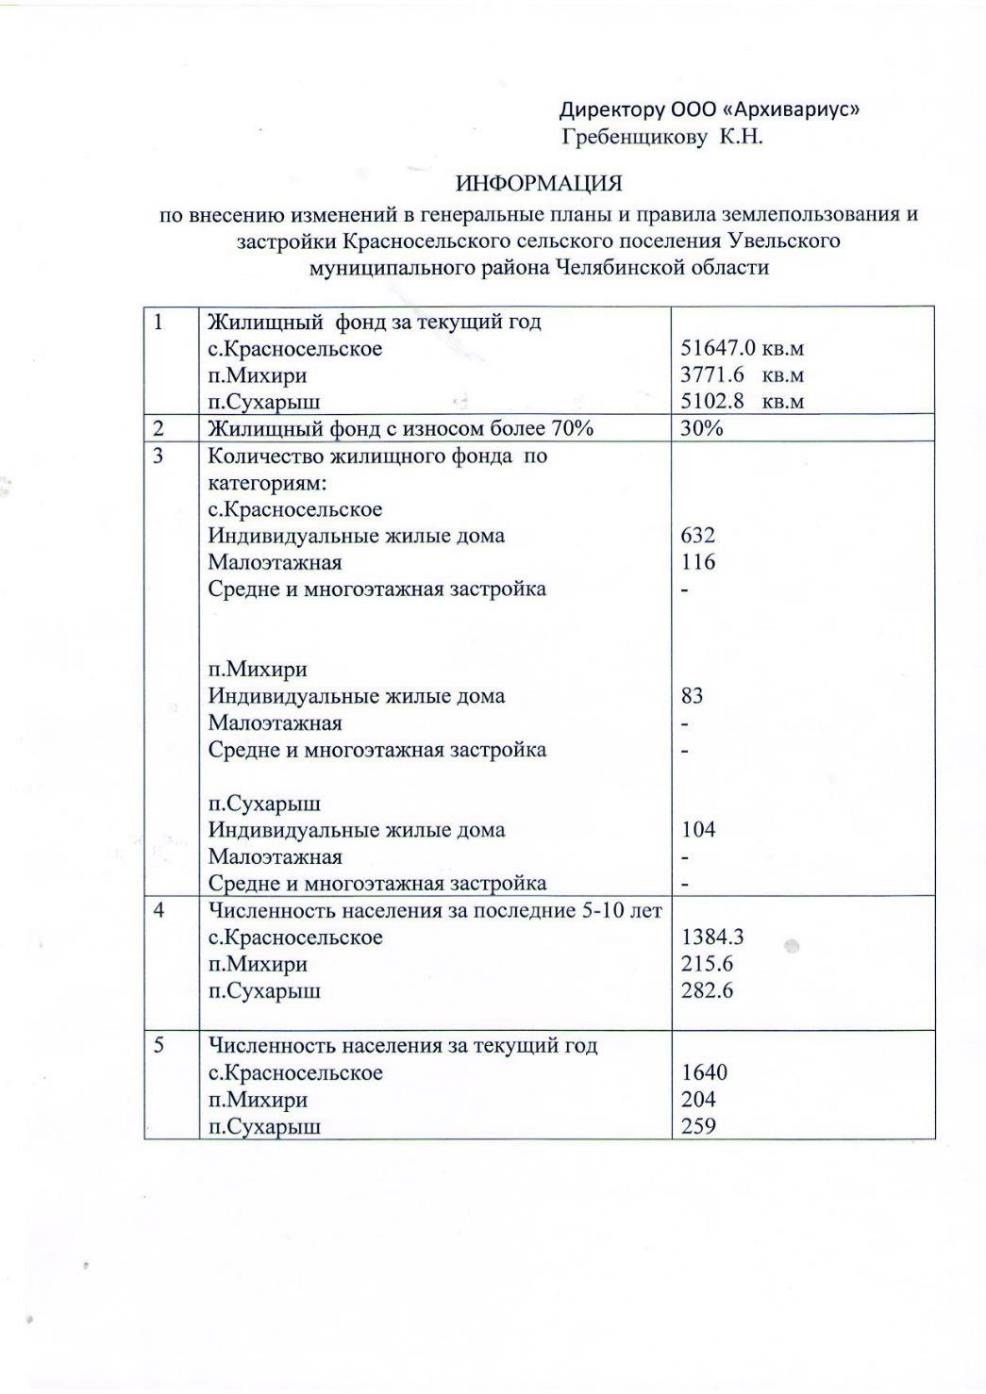 Директору ООО «Архивариус»
Гребенщикову К.Н.
ИНФОРМАЦИЯ
по внесению изменений в генеральные планы и правила землепользования и
застройки Красносельского сельского поселения Увельского
муниципального района Челябинской области
1 Жилищный фонд за текущий год
с.Красносельское 51647.0 кв.м
п.Михири 3771.6 кв.м
п.Сухарыш 5102.8 кв.м
2 Жилищный фонд с износом более 70% 30%
3 Количество жилищного фонда по
категориям:
с.Красносельское
Индивидуальные жилые дома 632
Малоэтажная 116
Средне и многоэтажная застройка -
п.Михири
Индивидуальные жилые дома 83
Малоэтажная -
Средне и многоэтажная застройка -
п.Сухарыш
Индивидуальные жилые дома 104
Малоэтажная -
Средне и многоэтажная застройка -
4 Численность населения за последние 5-10 лет
с.Красносельское 1384.3
п.Михири 215.6
п.Сухарыш 282.6
5 Численность населения за текущий год
с.Красносельское 1640
п.Михири 204
п.Сухарыш 259